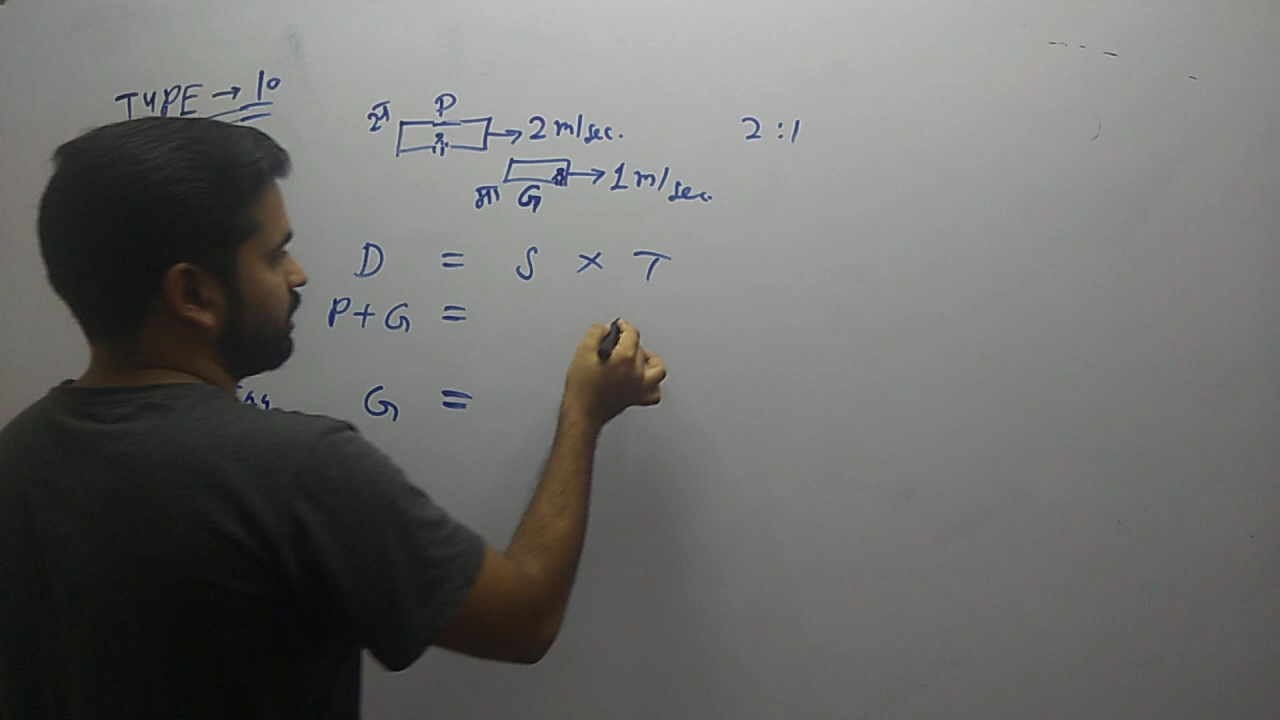 TYPE → 10
P
2 m/sec.
2 : 1
1 m/sec.
मा G
D = S × T
P + G =
G =